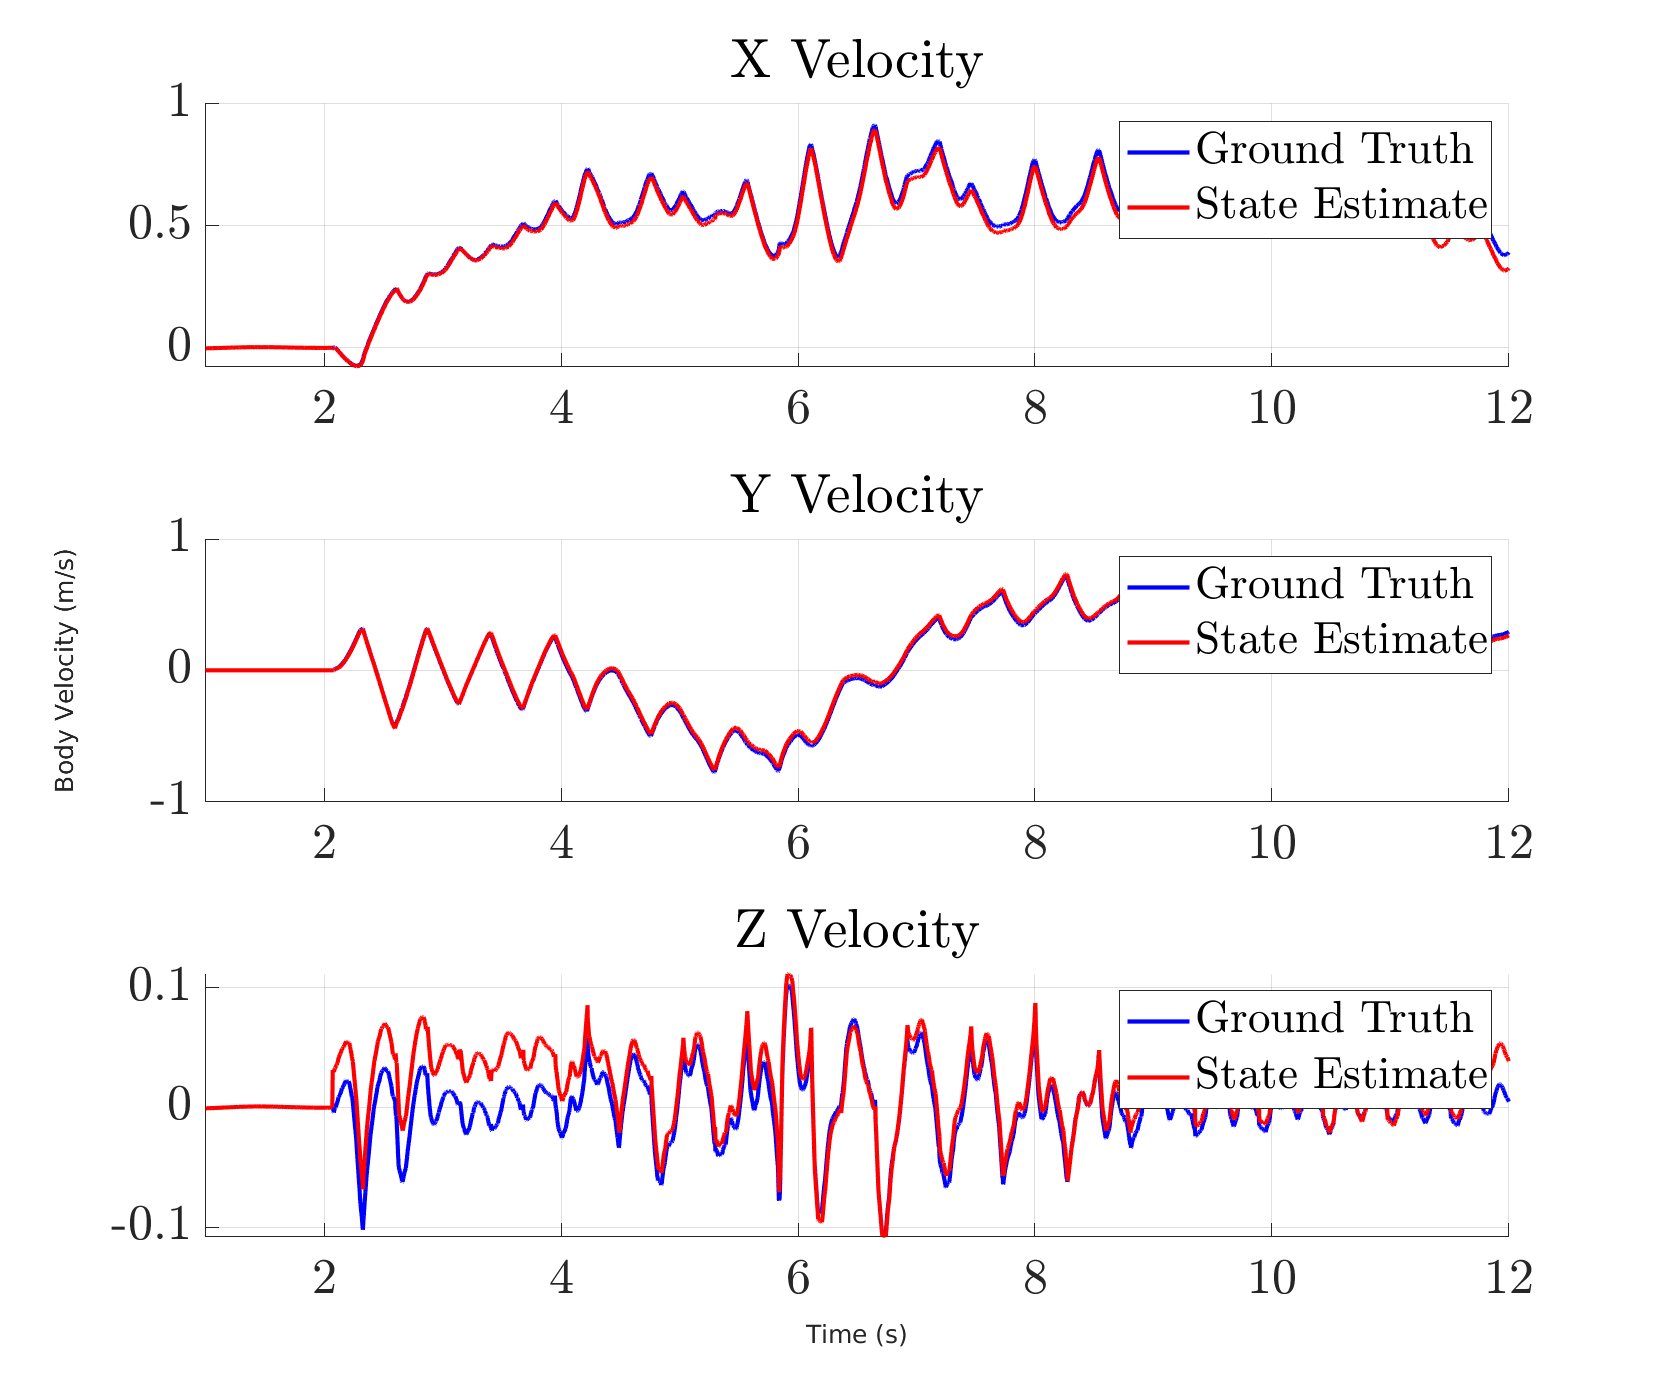 X Velocity
1
0.5
0
2 4 6 8 10 12
Ground Truth
State Estimate
Y Velocity
Body Velocity (m/s)
1
0
-1
2 4 6 8 10 12
Ground Truth
State Estimate
Z Velocity
0.1
0
-0.1
2 4 6 8 10 12
Ground Truth
State Estimate
Time (s)